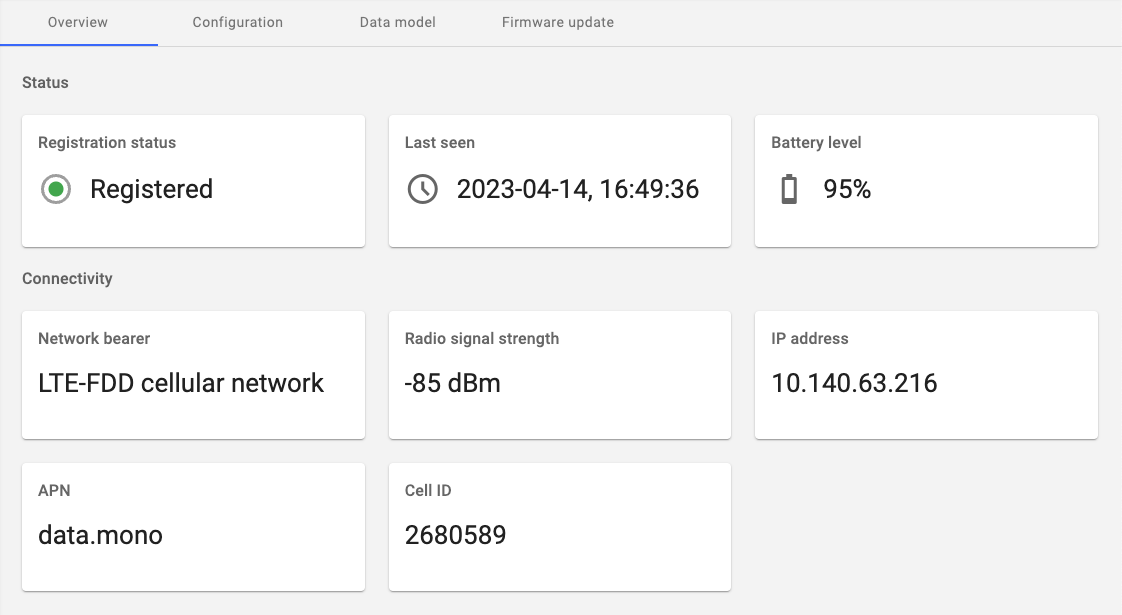 Overview
Configuration
Data model
Firmware update
Status
Registration status
Registered
Last seen
2023-04-14, 16:49:36
Battery level
95%
Connectivity
Network bearer
LTE-FDD cellular network
Radio signal strength
-85 dBm
IP address
10.140.63.216
APN
data.mono
Cell ID
2680589